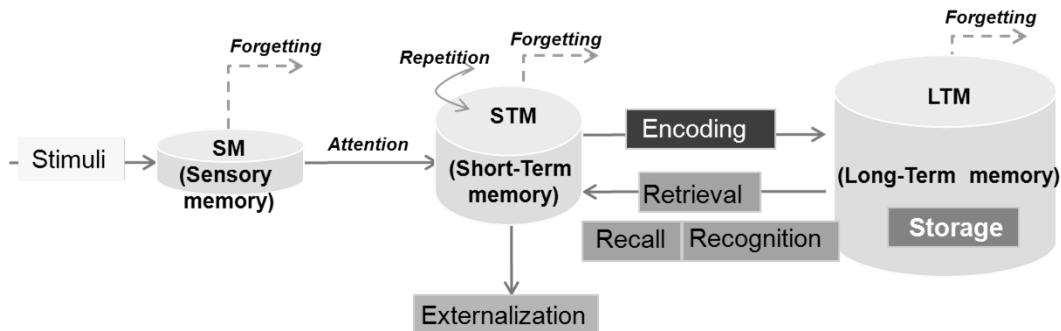 Forgetting
Forgetting
Forgetting
Repetition
Stimuli
SM
(Sensory
memory)
Attention
STM
(Short-Term
memory)
Encoding
Retrieval
Recall
Recognition
LTM
(Long-Term memory)
Storage
Externalization